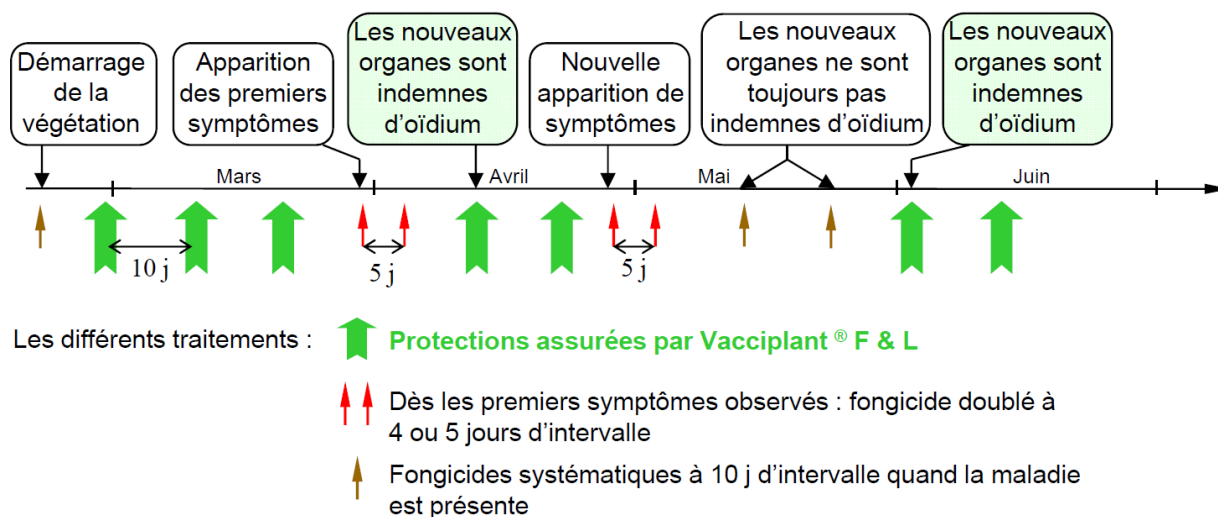 Démarrage
de la
végétation
Apparition
des premiers
symptômes
Les nouveaux
organes sont
indemnes
d'oïdium
Nouvelle
apparition de
symptômes
Les nouveaux
organes ne sont
toujours pas
indemnes d'oïdium
Les nouveaux
organes sont
indemnes
d'oïdium
Mars
Avril
Mai
Juin
10 j
5 j
5 j
Les différents traitements :
Protections assurées par Vacciplant ® F & L
Dès les premiers symptômes observés : fongicide doublé à
4 ou 5 jours d'intervalle
Fongicides systématiques à 10 j d'intervalle quand la maladie
est présente